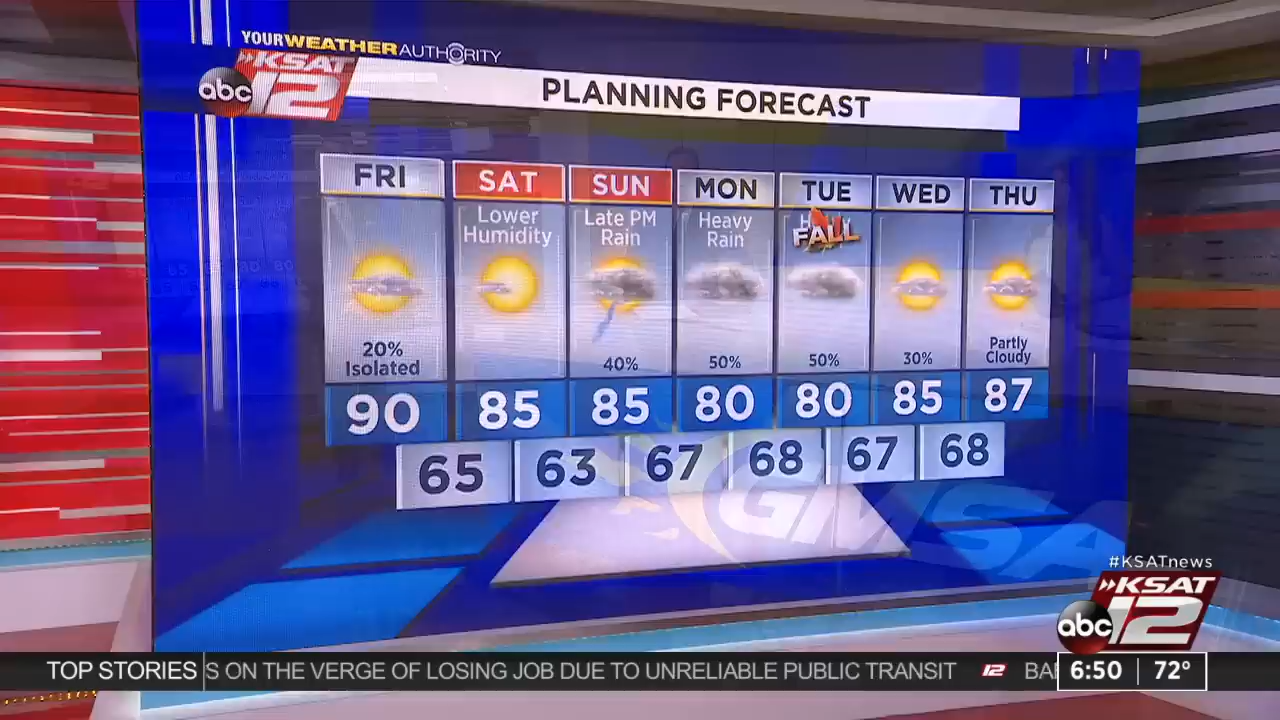 YOURWEATHERAUTHORITY
KSAT
abc 12
PLANNING FORECAST
FRI SAT SUN MON TUE WED THU
Lower Humidity
Late PM Rain
Heavy Rain
FALL
20% Isolated
40%
50%
50%
30%
Partly Cloudy
90 85 85 80 80 85 87
65 63 67 68 67 68
GMSA
#KSATnews
KSAT
abc 12
TOP STORIES S ON THE VERGE OF LOSING JOB DUE TO UNRELIABLE PUBLIC TRANSIT 12 6:50 72°